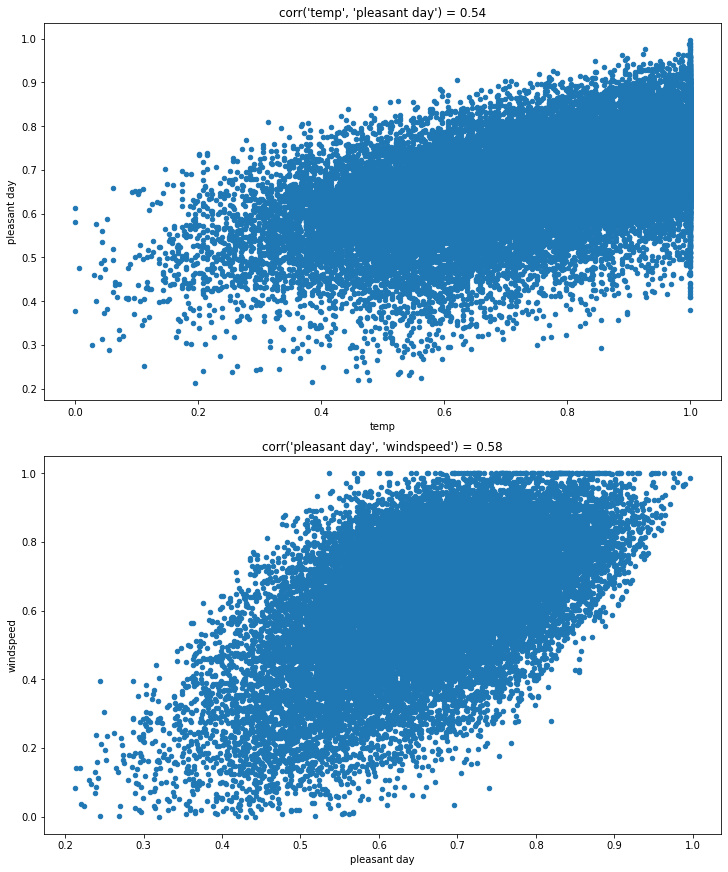 corr('temp', 'pleasant day') = 0.54
1.0
0.9
0.8
0.7
0.6
0.5
0.4
0.3
0.2
pleasant day
0.0 0.2 0.4 0.6 0.8 1.0
temp
corr('pleasant day', 'windspeed') = 0.58
1.0
0.8
0.6
0.4
0.2
0.0
windspeed
0.2 0.3 0.4 0.5 0.6 0.7 0.8 0.9 1.0
pleasant day